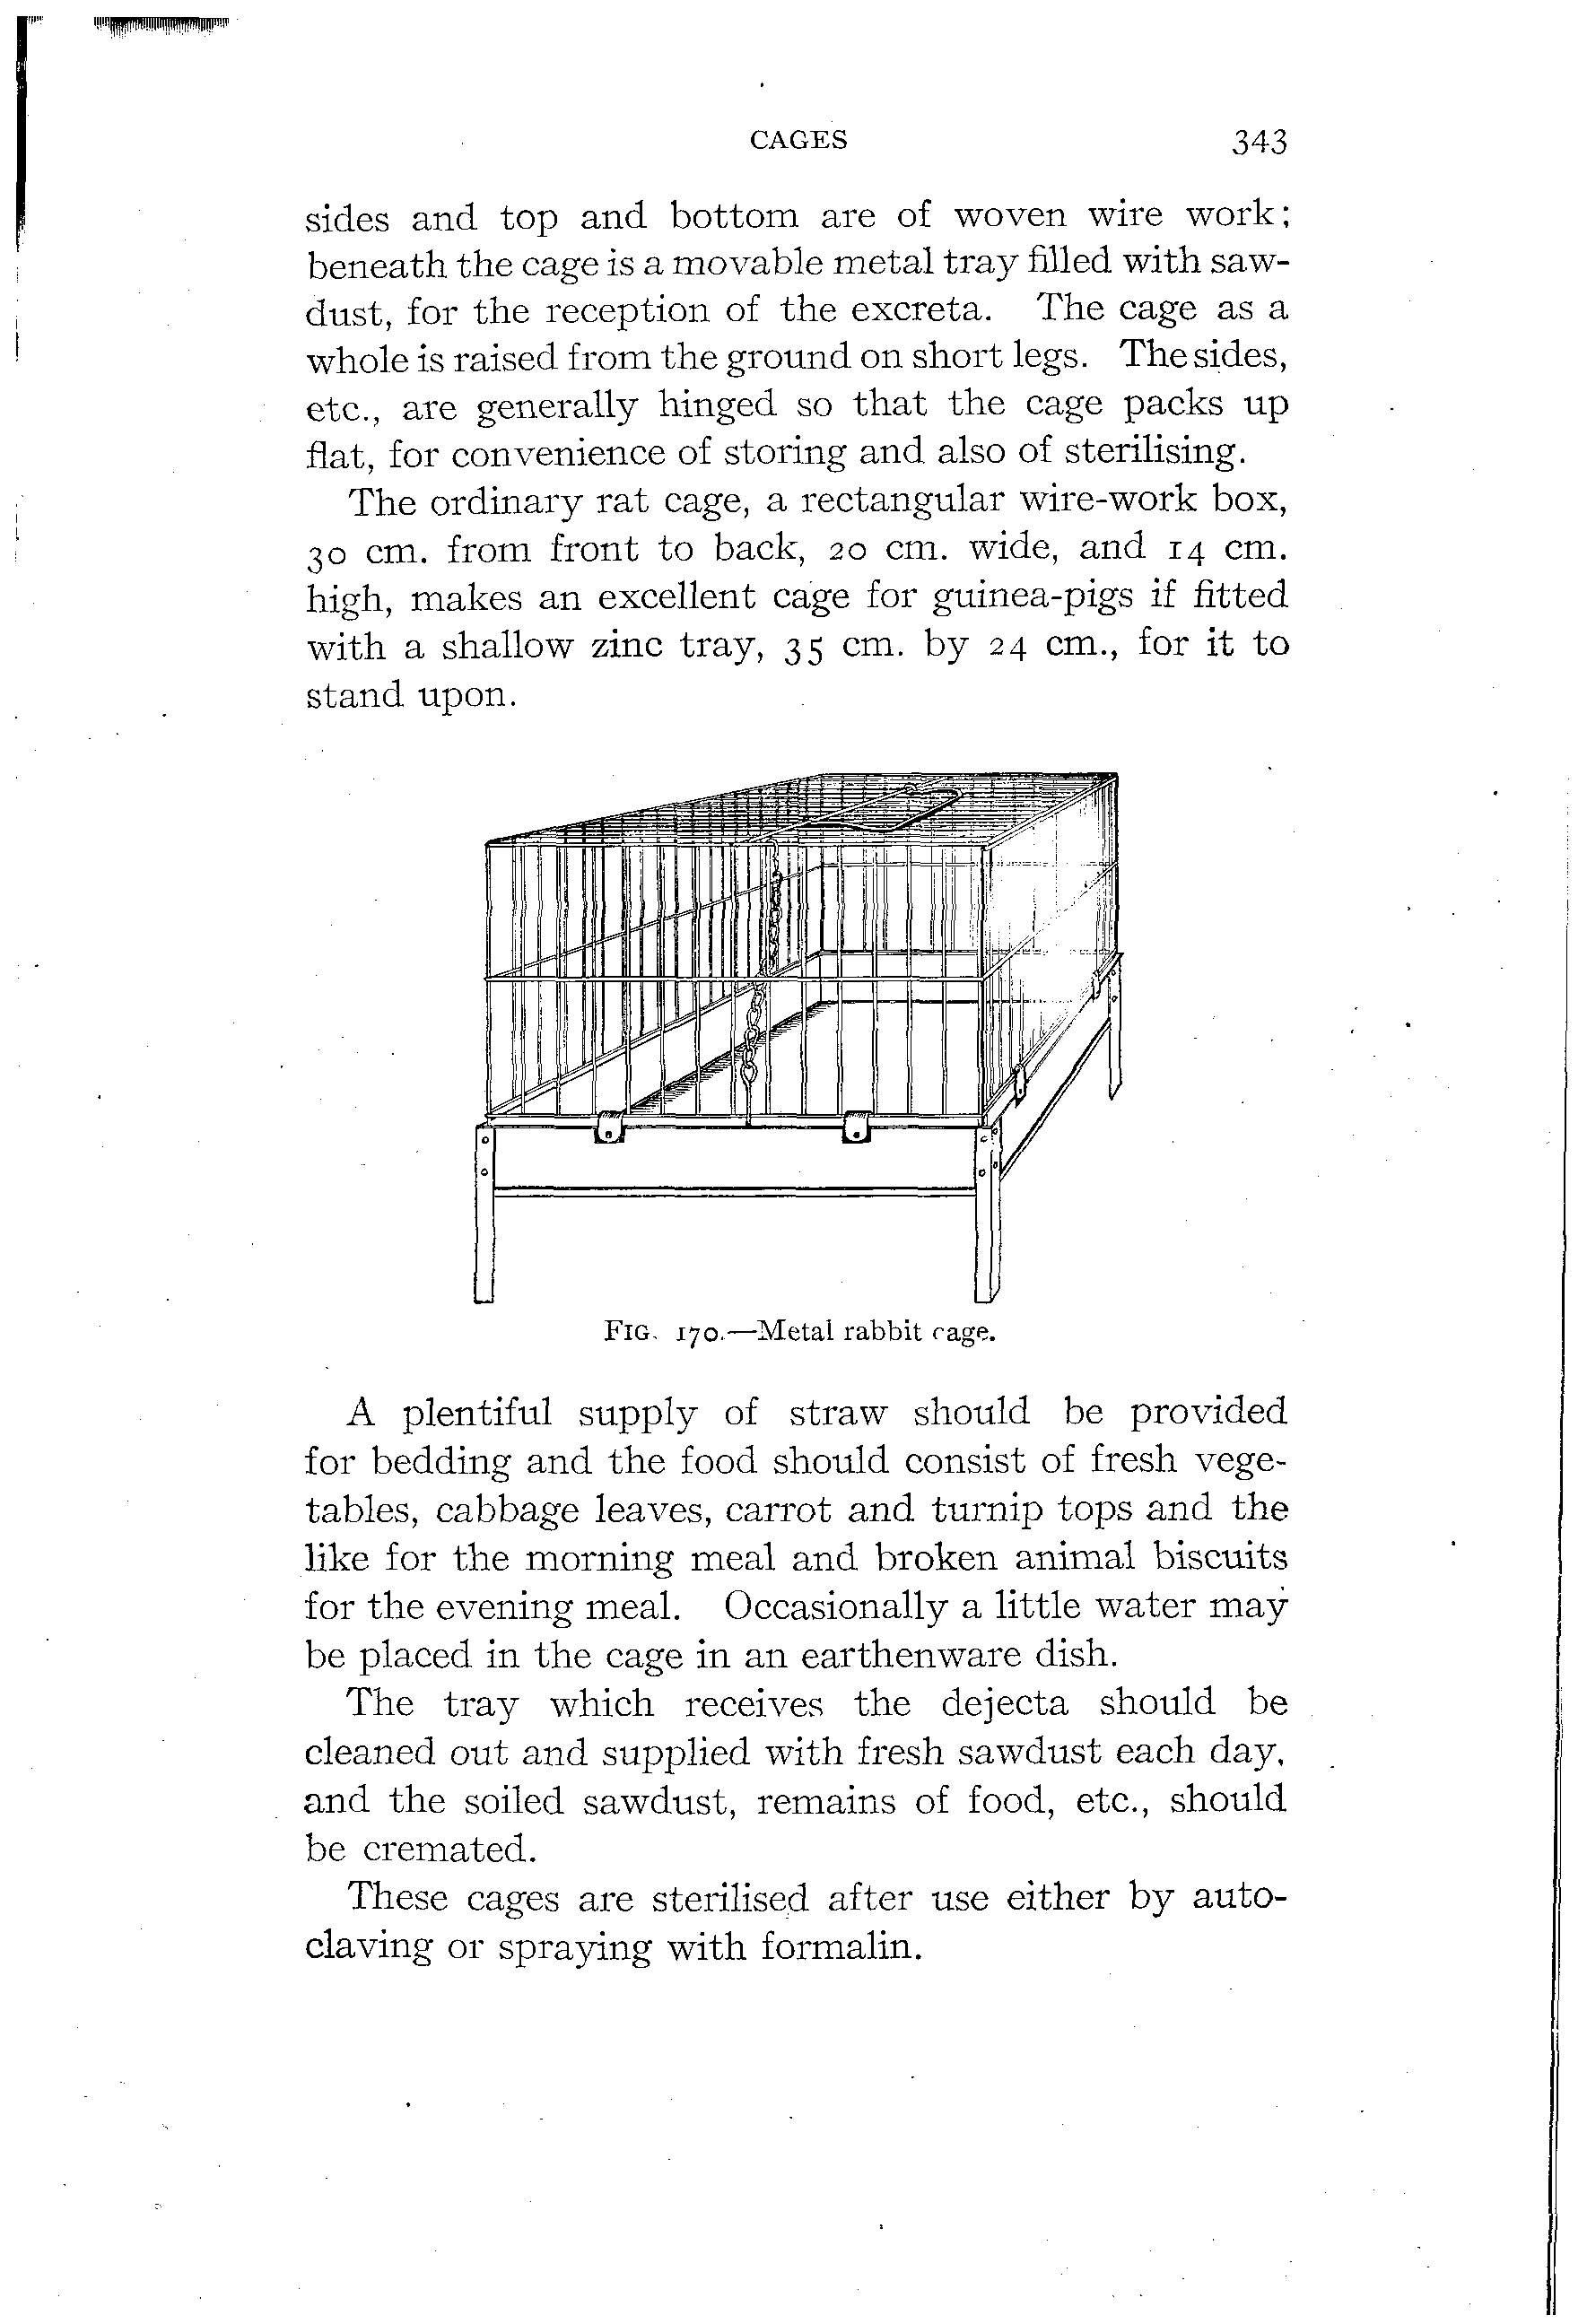 CAGES 343
sides and top and bottom are of woven wire work;
beneath the cage is a movable metal tray filled with saw-
dust, for the reception of the excreta. The cage as a
whole is raised from the ground on short legs. The sides,
etc., are generally hinged so that the cage packs up
flat, for convenience of storing and also of sterilising.
The ordinary rat cage, a rectangular wire-work box,
30 cm. from front to back, 20 cm. wide, and 14 cm.
high, makes an excellent cage for guinea-pigs if fitted
with a shallow zinc tray, 35 cm. by 24 cm., for it to
stand upon.
FIG. 170.—Metal rabbit cage.
A plentiful supply of straw should be provided
for bedding and the food should consist of fresh vege-
tables, cabbage leaves, carrot and turnip tops and the
like for the morning meal and broken animal biscuits
for the evening meal. Occasionally a little water may
be placed in the cage in an earthenware dish.
The tray which receives the dejecta should be
cleaned out and supplied with fresh sawdust each day,
and the soiled sawdust, remains of food, etc., should
be cremated.
These cages are sterilised after use either by auto-
claving or spraying with formalin.